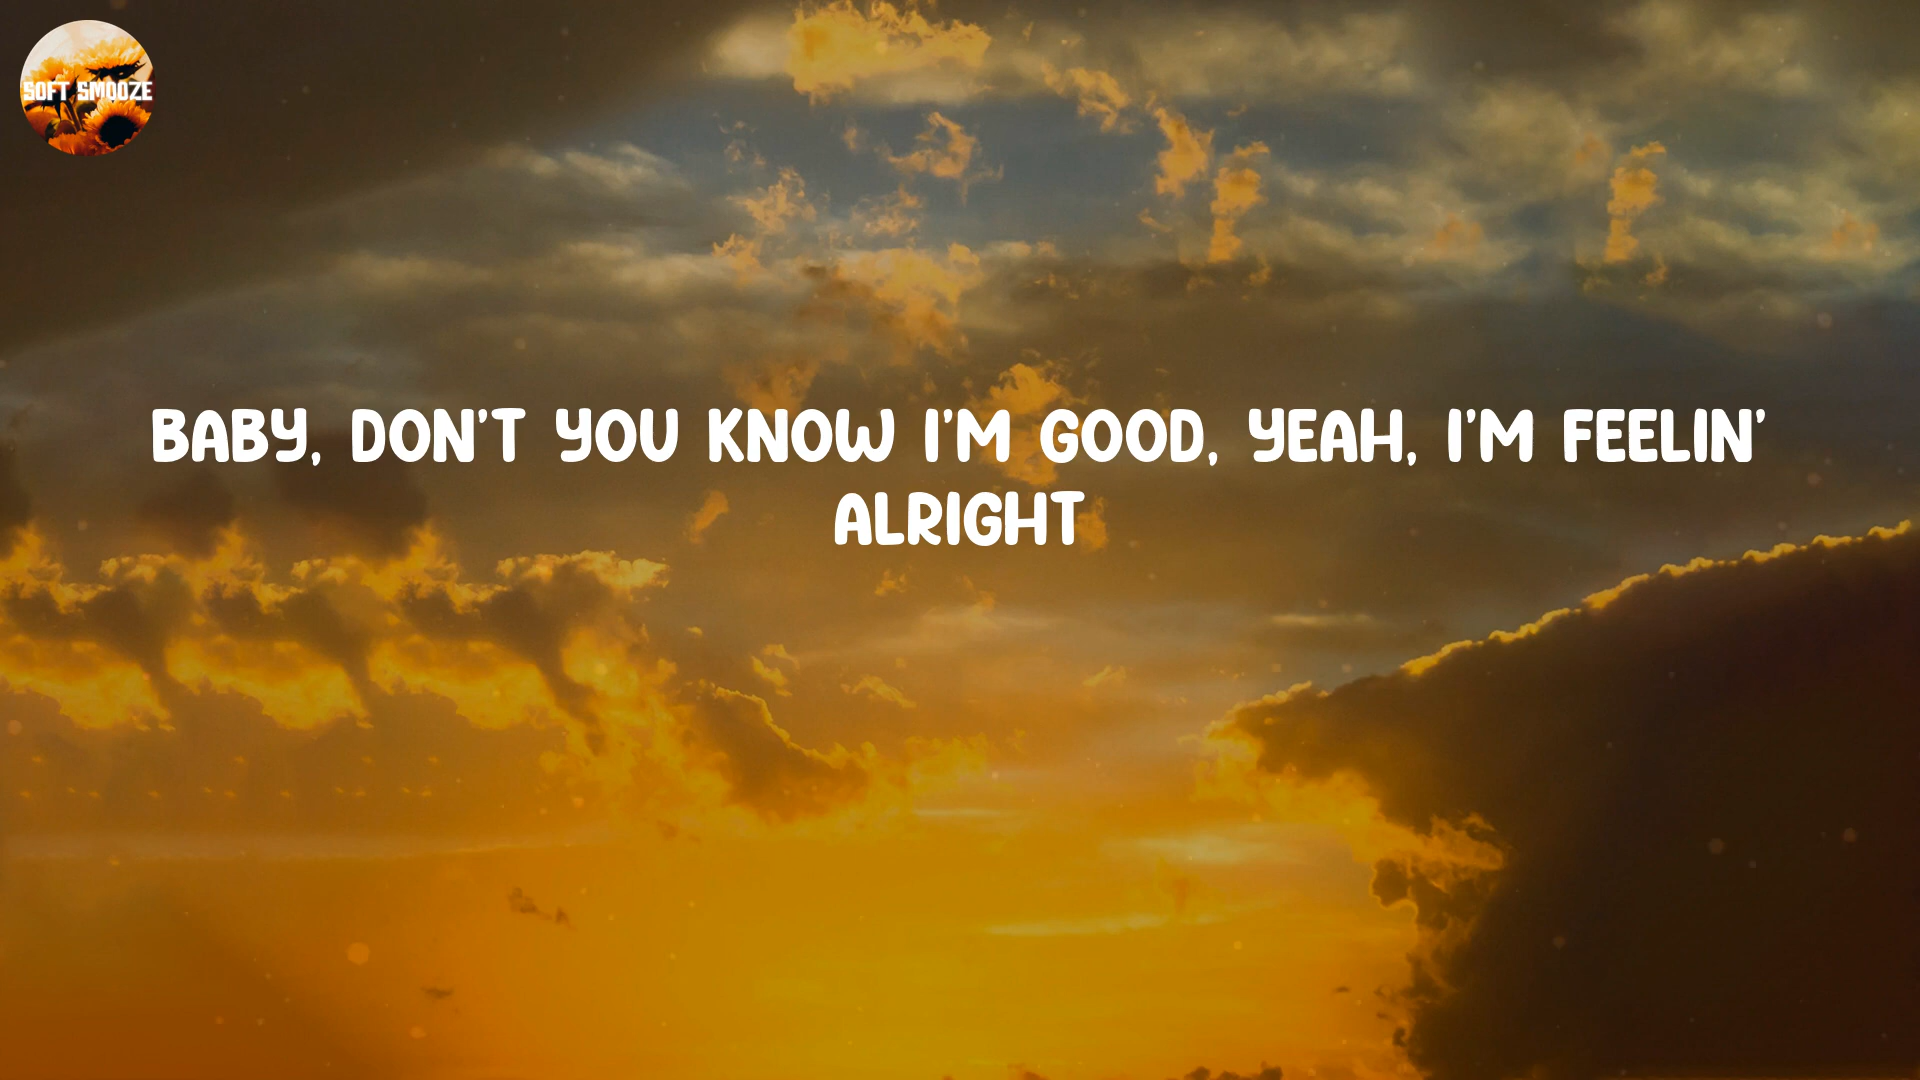 SOFT SMOOZE
BABY, DON'T YOU KNOW I'M GOOD, YEAH, I'M FEELIN'
ALRIGHT